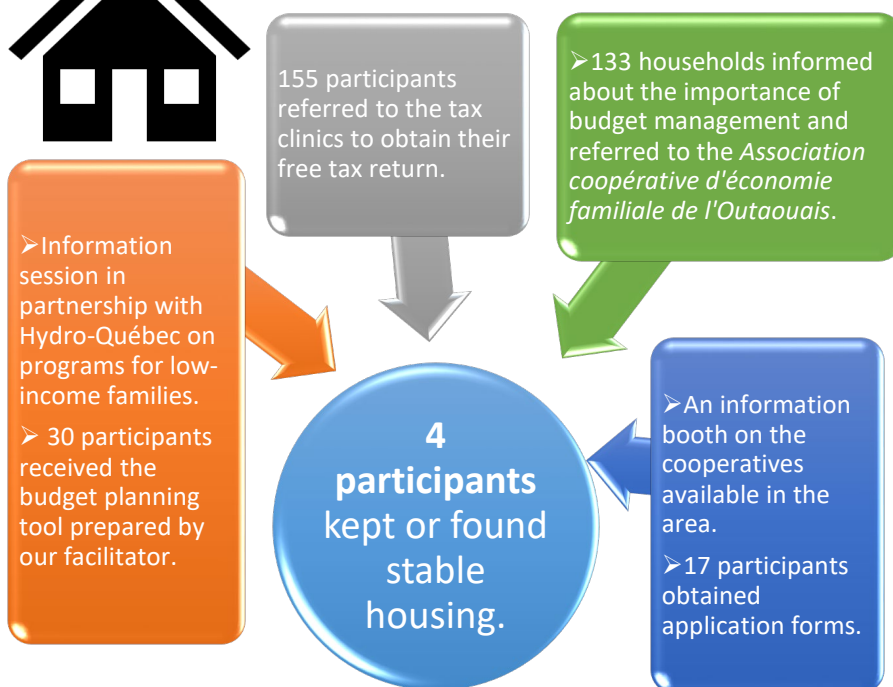 155 participants
referred to the tax
clinics to obtain their
free tax return.
➢133 households informed
about the importance of
budget management and
referred to the Association
coopérative d'économie
familiale de l'Outaouais.
➢Information
session in
partnership with
Hydro-Québec on
programs for low-
income families.
➢ 30 participants
received the
budget planning
tool prepared by
our facilitator.
4
participants
kept or found
stable
housing.
➢An information
booth on the
cooperatives
available in the
area.
➢17 participants
obtained
application forms.